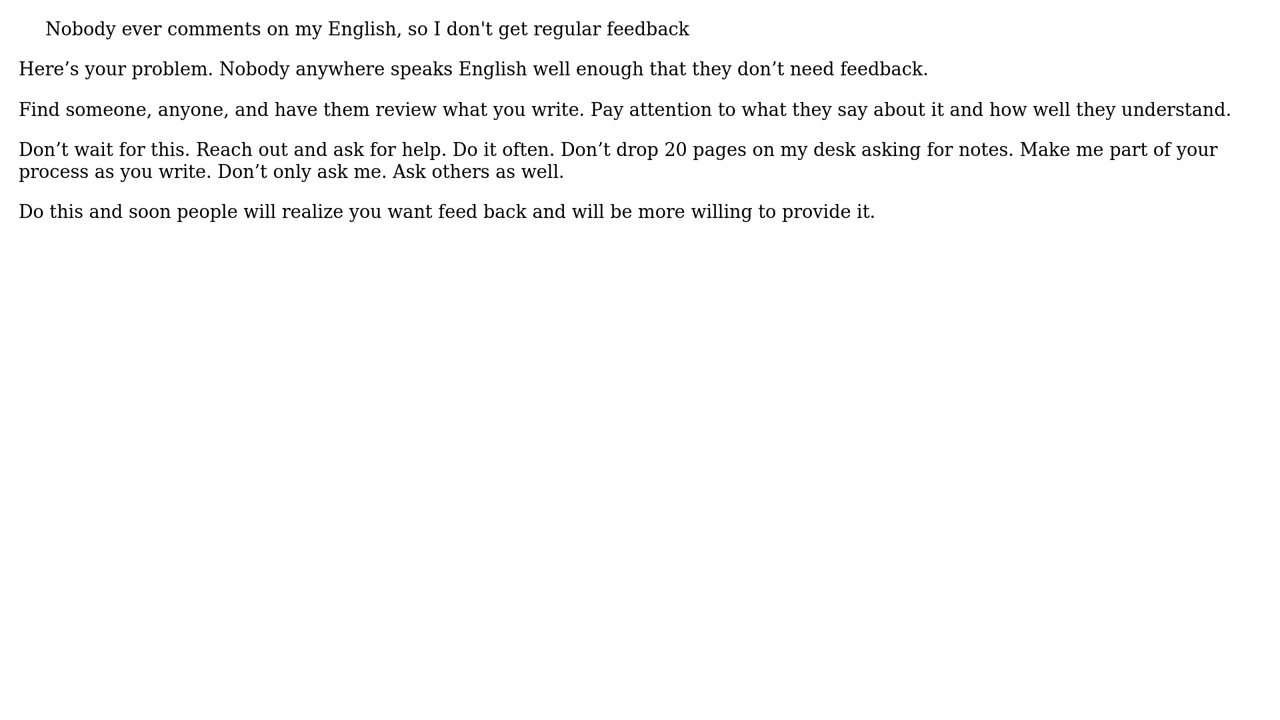 Nobody ever comments on my English, so I don't get regular feedback
Here’s your problem. Nobody anywhere speaks English well enough that they don’t need feedback.
Find someone, anyone, and have them review what you write. Pay attention to what they say about it and how well they understand.
Don’t wait for this. Reach out and ask for help. Do it often. Don’t drop 20 pages on my desk asking for notes. Make me part of your
process as you write. Don’t only ask me. Ask others as well.
Do this and soon people will realize you want feed back and will be more willing to provide it.